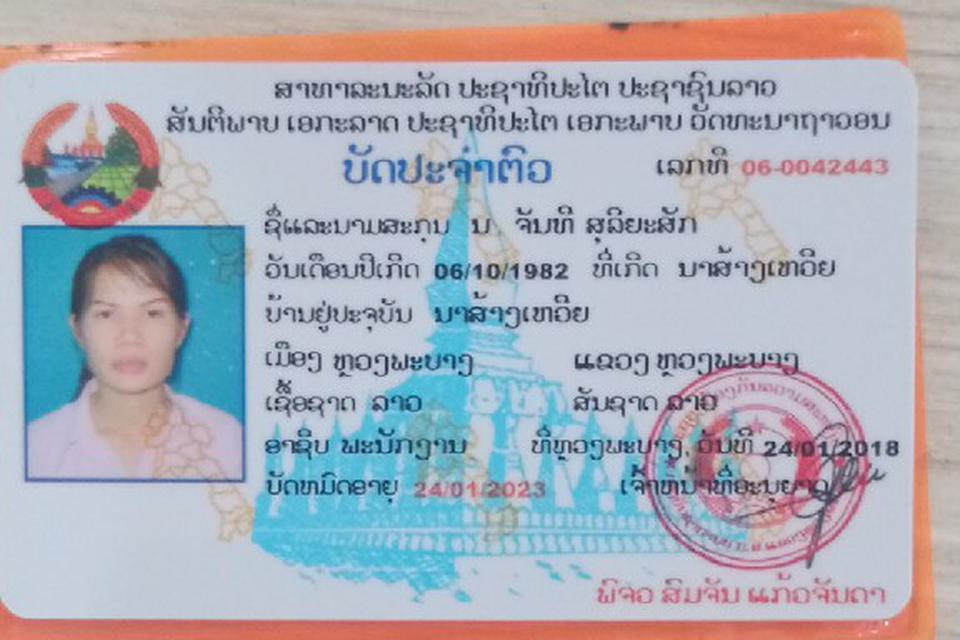 ສາທາລະນະລັດ ປະຊາທິປະໄຕ ປະຊາຊົນລາວ
ສັນຕິພາບ ເອກະລາດ ປະຊາທິປະໄຕ ເອກະພາບ ວັດທະນາຖາວອນ
ບັດປະຈຳຕົວ ເລກທີ 06-0042443
ຊື່ແລະນາມສະກຸນ ນ ຈັນທີ ສຸລິຍະສັກ
ວັນເດືອນປີເກີດ 06/10/1982 ທີ່ເກີດ ນາສ້າງເຫວີຍ
ບ້ານຢູ່ປະຈຸບັນ ນາສ້າງເຫວີຍ
ເມືອງ ຫຼວງພະບາງ ແຂວງ ຫຼວງພະບາງ
ເຊື້ອຊາດ ລາວ ສັນຊາດ ລາວ
ອາຊີບ ພະນັກງານ ທີ່ຫຼວງພະບາງ, ວັນທີ 24/01/2018
ບັດຫມົດອາຍຸ 24/01/2023 ເຈົ້າຫນ້າທີ່ອະນຸຍາດ
ພົຈວ ສົມຈັນ ແກ້ວຈັນດາ